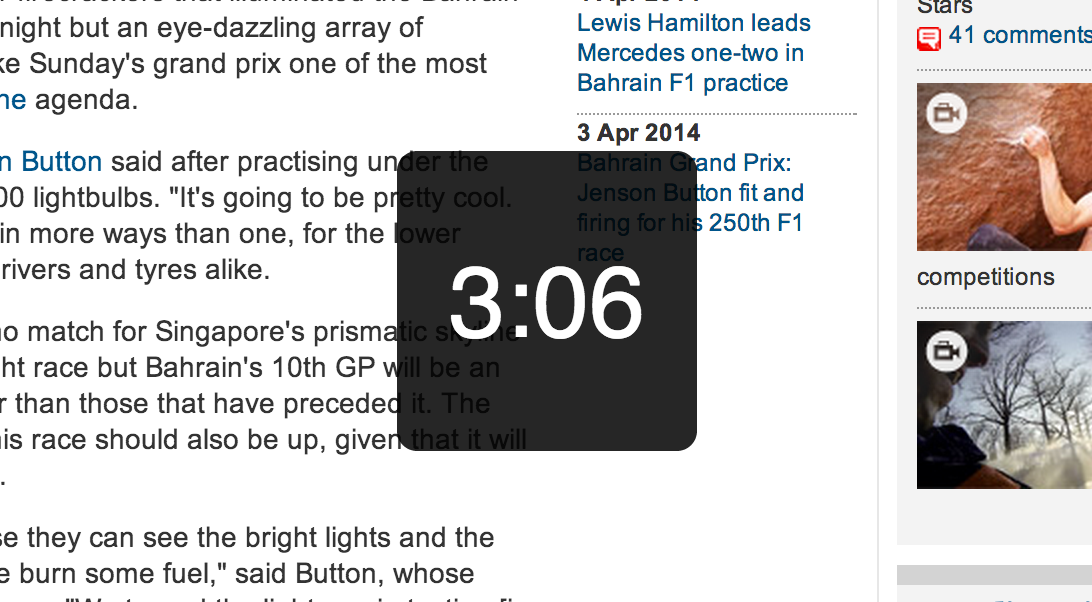 night but an eye-dazzling array of
ke Sunday's grand prix one of the most
ne agenda.
n Button said after practising under the
00 lightbulbs. "It's going to be pretty cool.
in more ways than one, for the lower
rivers and tyres alike.
no match for Singapore's prismatic skyline
ht race but Bahrain's 10th GP will be an
r than those that have preceded it. The
his race should also be up, given that it will
.
se they can see the bright lights and the
e burn some fuel," said Button, whose
Lewis Hamilton leads
Mercedes one-two in
Bahrain F1 practice
3 Apr 2014
Bahrain Grand Prix:
Jenson Button fit and
firing for his 250th F1
race
3:06
Stars
41 comments
competitions